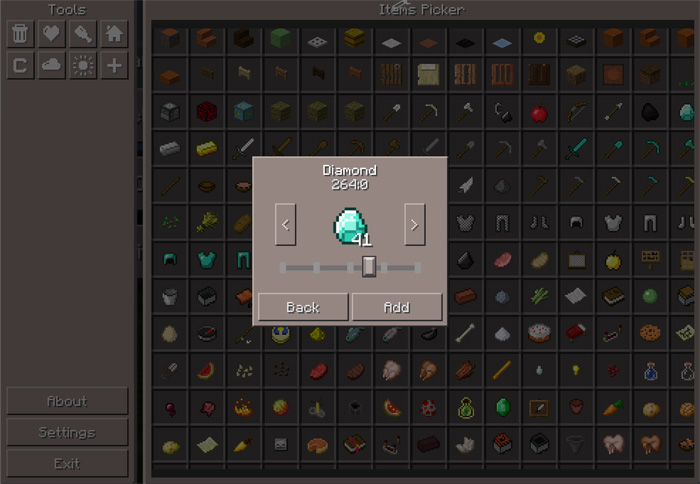 Tools
Items Picker
C
Diamond
264:0
<
41
>
Back
Add
About
Settings
Exit